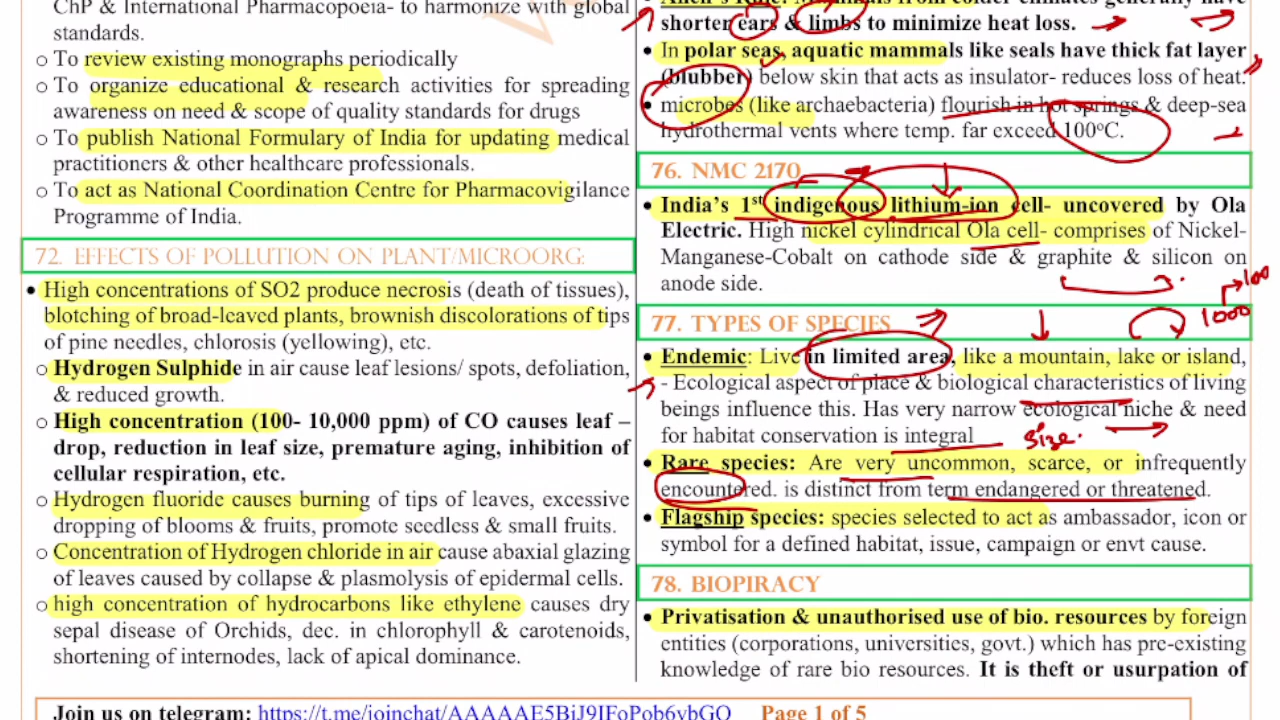 ChP & International Pharmacopoeia- to harmonize with global
standards.
o To review existing monographs periodically
o To organize educational & research activities for spreading
awareness on need & scope of quality standards for drugs
o To publish National Formulary of India for updating medical
practitioners & other healthcare professionals.
o To act as National Coordination Centre for Pharmacovigilance
Programme of India.
72. EFFECTS OF POLLUTION ON PLANT/MICROORG:
• High concentrations of SO2 produce necrosis (death of tissues),
blotching of broad-leaved plants, brownish discolorations of tips
of pine needles, chlorosis (yellowing), etc.
o Hydrogen Sulphide in air cause leaf lesions/ spots, defoliation,
& reduced growth.
o High concentration (100- 10,000 ppm) of CO causes leaf –
drop, reduction in leaf size, premature aging, inhibition of
cellular respiration, etc.
o Hydrogen fluoride causes burning of tips of leaves, excessive
dropping of blooms & fruits, promote seedless & small fruits.
o Concentration of Hydrogen chloride in air cause abaxial glazing
of leaves caused by collapse & plasmolysis of epidermal cells.
o high concentration of hydrocarbons like ethylene causes dry
sepal disease of Orchids, dec. in chlorophyll & carotenoids,
shortening of internodes, lack of apical dominance.
from colder climates generally have
shorter ears & limbs to minimize heat loss.
• In polar seas, aquatic mammals like seals have thick fat layer
(blubber) below skin that acts as insulator- reduces loss of heat.
• microbes (like archaebacteria) flourish in hot springs & deep-sea
hydrothermal vents where temp. far exceed 100°C.
76. NMC 2170
• India's 1st indigenous lithium-ion cell- uncovered by Ola
Electric. High nickel cylindrical Ola cell- comprises of Nickel-
Manganese-Cobalt on cathode side & graphite & silicon on
anode side.
100
1000
77. TYPES OF SPECIES
• Endemic: Live in limited area, like a mountain, lake or island,
- Ecological aspect of place & biological characteristics of living
beings influence this. Has very narrow ecological niche & need
for habitat conservation is integral
size.
• Rare species: Are very uncommon, scarce, or infrequently
encountered. is distinct from term endangered or threatened.
• Flagship species: species selected to act as ambassador, icon or
symbol for a defined habitat, issue, campaign or envt cause.
78. BIOPIRACY
• Privatisation & unauthorised use of bio. resources by foreign
entities (corporations, universities, govt.) which has pre-existing
knowledge of rare bio resources. It is theft or usurpation of
Join us on telegram: https://t.me/joinchat/AAAAAE5BjJ9IFoPob6ybGQ Page 1 of 5